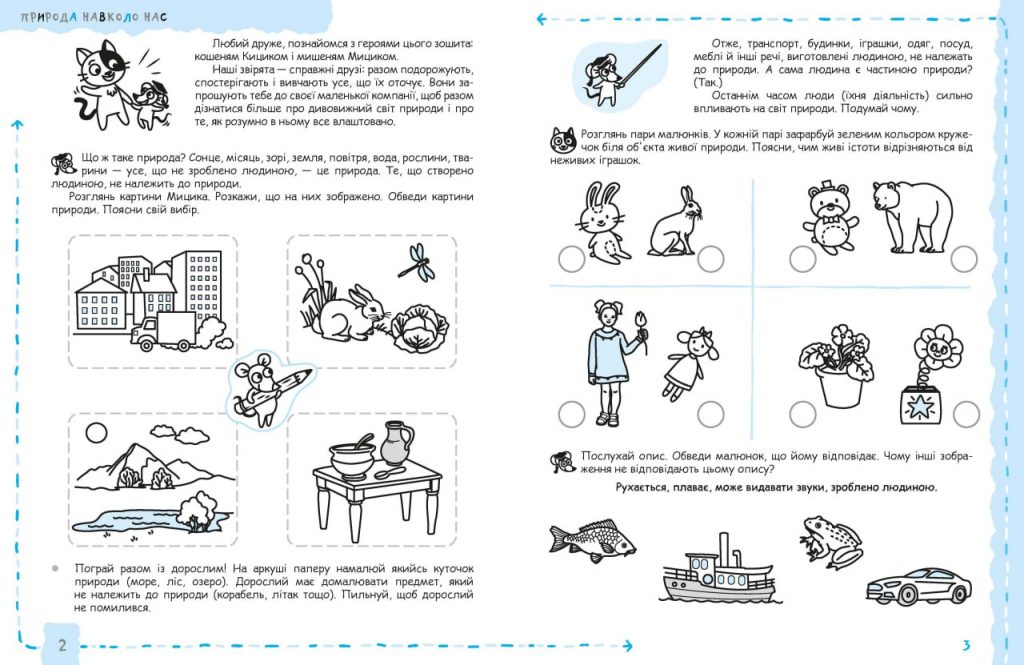 ПРИРОДА НАВКОЛО НАС
Любий друже, познайомся з героями цього зошита:
кошеням Кициком і мишеням Мициком.
Наші звірята — справжні друзі: разом подорожують,
спостерігають і вивчають усе, що їх оточує. Вони за-
прошують тебе до своєї маленької компанії, щоб разом
дізнатися більше про дивовижний світ природи і про
те, як розумно в ньому все влаштовано.
Що ж таке природа? Сонце, місяць, зорі, земля, повітря, вода, рослини, тва-
рини — усе, що не зроблено людиною, — це природа. Те, що створено
людиною, не належить до природи.
Розглянь картини Мицика. Розкажи, що на них зображено. Обведи картини
природи. Поясни свій вибір.
Пограй разом із дорослим! На аркуші паперу намалюй якийсь куточок
природи (море, ліс, озеро). Дорослий має домалювати предмет, який
не належить до природи (корабель, літак тощо). Пильнуй, щоб дорослий
не помилився.
2
Отже, транспорт, будинки, іграшки, одяг, посуд,
меблі й інші речі, виготовлені людиною, не належать
до природи. А сама людина є частиною природи?
(Так.)
Останнім часом люди (їхня діяльність) сильно
впливають на світ природи. Подумай чому.
Розглянь пари малюнків. У кожній парі зафарбуй зеленим кольором круже-
чок біля об'єкта живої природи. Поясни, чим живі істоти відрізняються від
неживих іграшок.
Послухай опис. Обведи малюнок, що йому відповідає. Чому інші зобра-
ження не відповідають цьому опису?
Рухається, плаває, може видавати звуки, зроблено людиною.
3